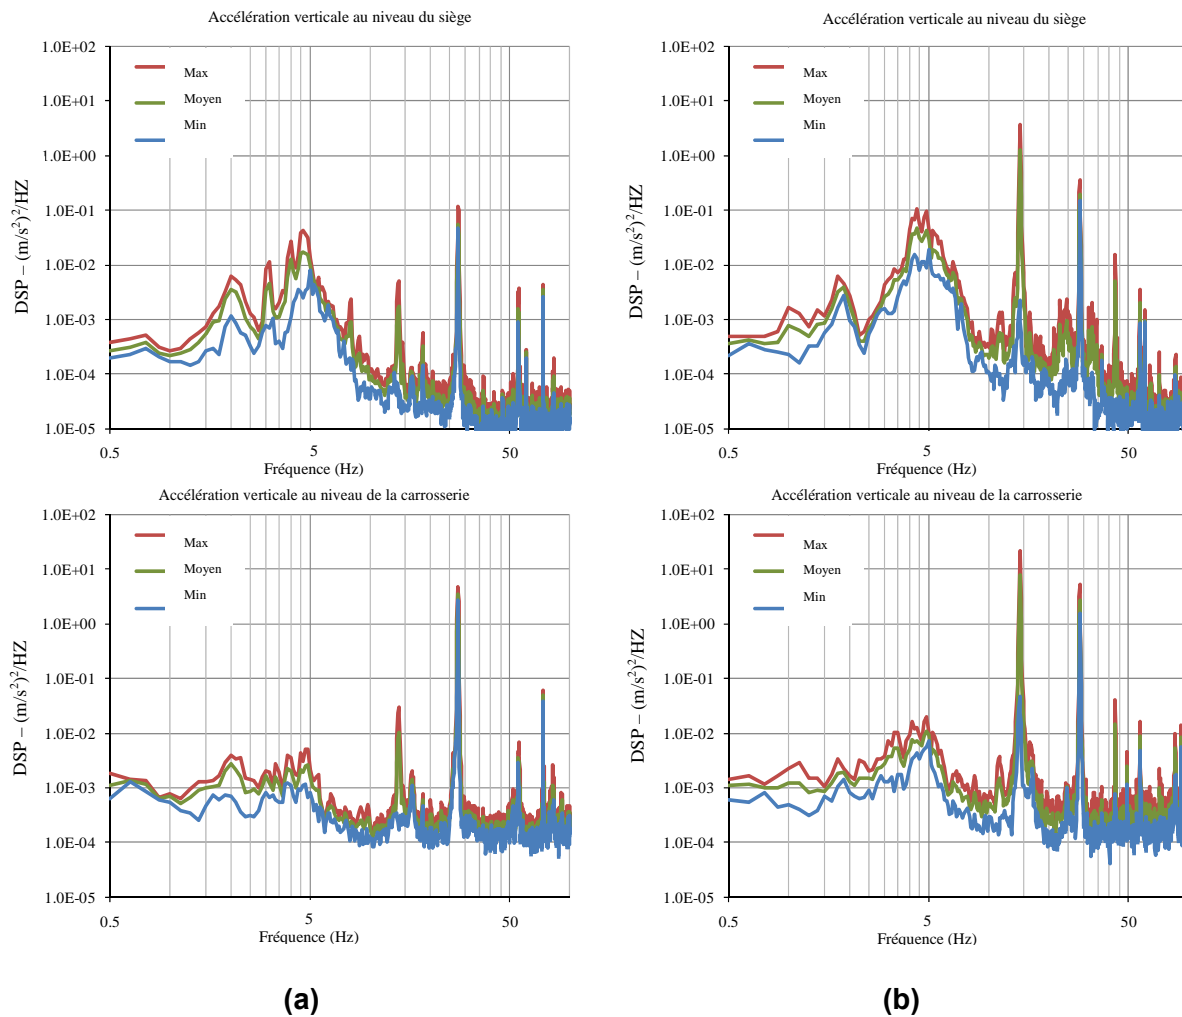 Accélération verticale au niveau du siège
1.0E+02
1.0E+01
1.0E+00
1.0E-01
1.0E-02
1.0E-03
1.0E-04
1.0E-05
DSP – (m/s²)²/HZ
Max
Moyen
Min
0.5
5
50
Fréquence (Hz)
Accélération verticale au niveau du siège
1.0E+02
1.0E+01
1.0E+00
1.0E-01
1.0E-02
1.0E-03
1.0E-04
1.0E-05
DSP – (m/s²)²/HZ
Max
Moyen
Min
0.5
5
50
Fréquence (Hz)
Accélération verticale au niveau de la carrosserie
1.0E+02
1.0E+01
1.0E+00
1.0E-01
1.0E-02
1.0E-03
1.0E-04
1.0E-05
DSP – (m/s²)²/HZ
Max
Moyen
Min
0.5
5
50
Fréquence (Hz)
Accélération verticale au niveau de la carrosserie
1.0E+02
1.0E+01
1.0E+00
1.0E-01
1.0E-02
1.0E-03
1.0E-04
1.0E-05
DSP – (m/s²)²/HZ
Max
Moyen
Min
0.5
5
50
Fréquence (Hz)
(a)
(b)